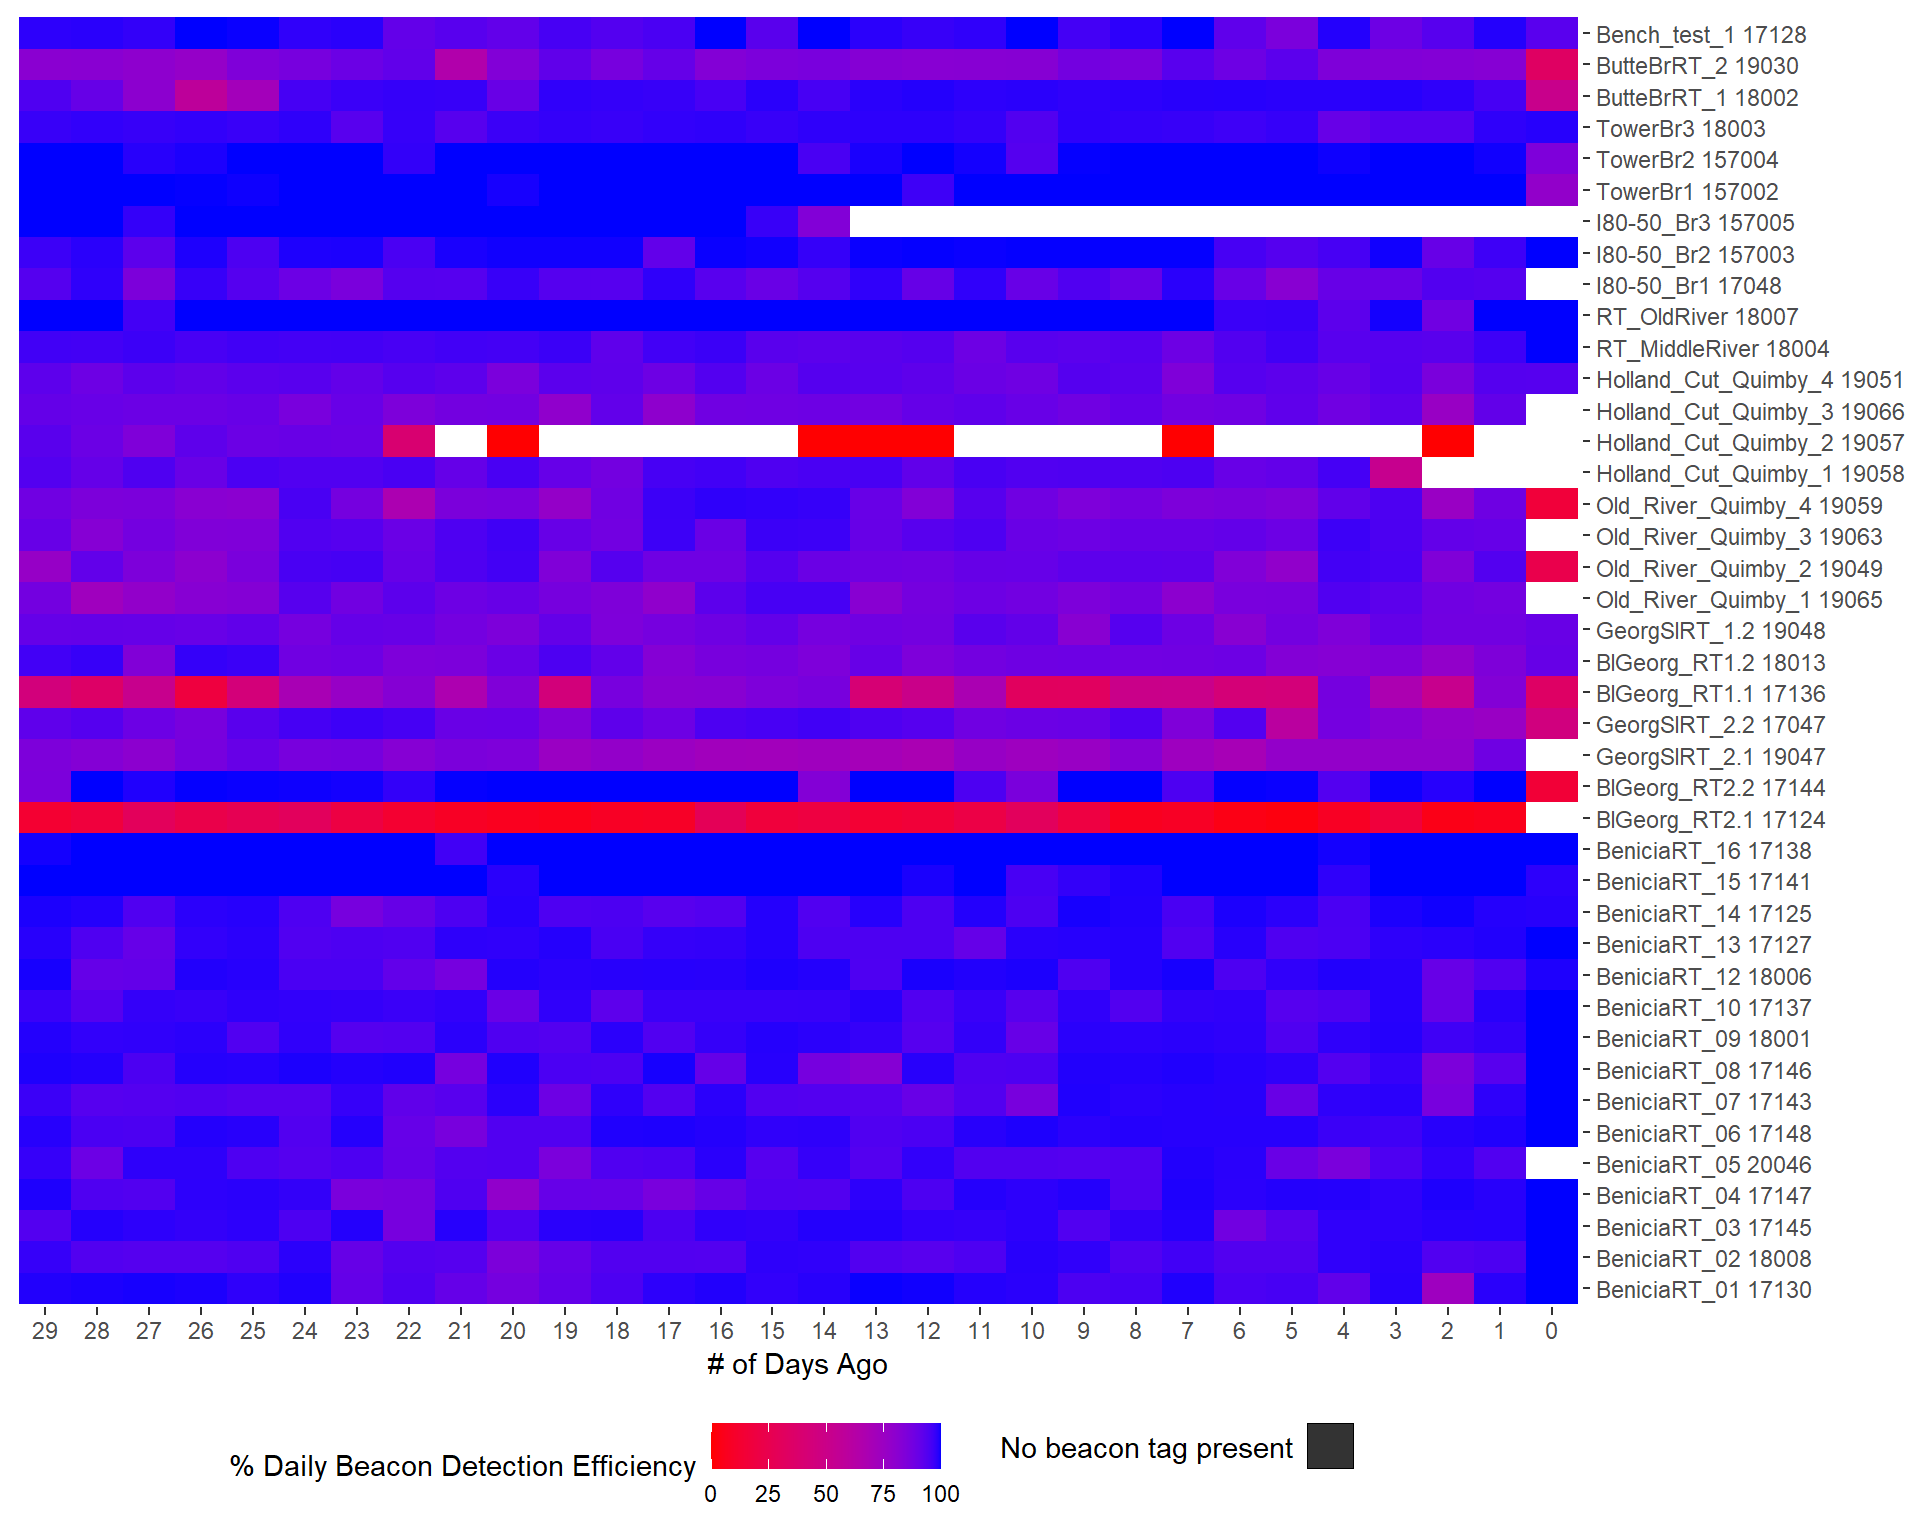 Bench_test_1 17128
ButteBrRT_2 19030
ButteBrRT_1 18002
TowerBr3 18003
TowerBr2 157004
TowerBr1 157002
I80-50_Br3 157005
I80-50_Br2 157003
I80-50_Br1 17048
RT_OldRiver 18007
RT_MiddleRiver 18004
Holland_Cut_Quimby_4 19051
Holland_Cut_Quimby_3 19066
Holland_Cut_Quimby_2 19057
Holland_Cut_Quimby_1 19058
Old_River_Quimby_4 19059
Old_River_Quimby_3 19063
Old_River_Quimby_2 19049
Old_River_Quimby_1 19065
GeorgSlRT_1.2 19048
BlGeorg_RT1.2 18013
BlGeorg_RT1.1 17136
GeorgSlRT_2.2 17047
GeorgSlRT_2.1 19047
BlGeorg_RT2.2 17144
BlGeorg_RT2.1 17124
BeniciaRT_16 17138
BeniciaRT_15 17141
BeniciaRT_14 17125
BeniciaRT_13 17127
BeniciaRT_12 18006
BeniciaRT_10 17137
BeniciaRT_09 18001
BeniciaRT_08 17146
BeniciaRT_07 17143
BeniciaRT_06 17148
BeniciaRT_05 20046
BeniciaRT_04 17147
BeniciaRT_03 17145
BeniciaRT_02 18008
BeniciaRT_01 17130
29 28 27 26 25 24 23 22 21 20 19 18 17 16 15 14 13 12 11 10 9 8 7 6 5 4 3 2 1 0
# of Days Ago
% Daily Beacon Detection Efficiency
0 25 50 75 100
No beacon tag present